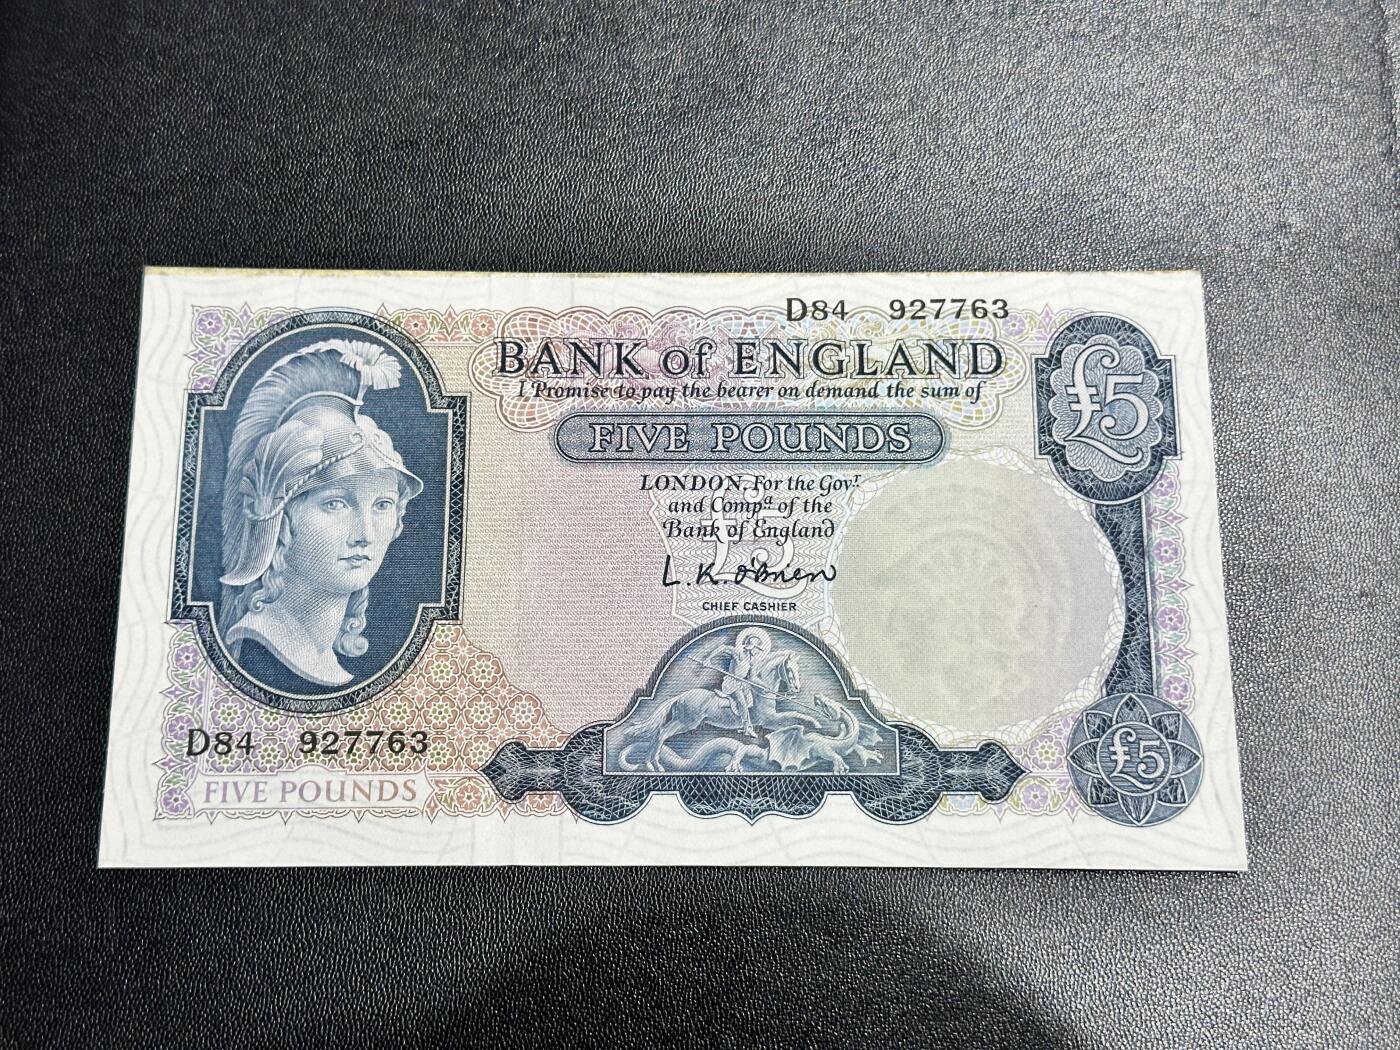 D84 927763
BANK of ENGLAND
I Promise to pay the bearer on demand the sum of
£5
FIVE POUNDS
LONDON. For the Govr
and Compa of the
Bank of England
£5
L.K. O'Brien
CHIEF CASHIER
D84 927763
FIVE POUNDS
£5